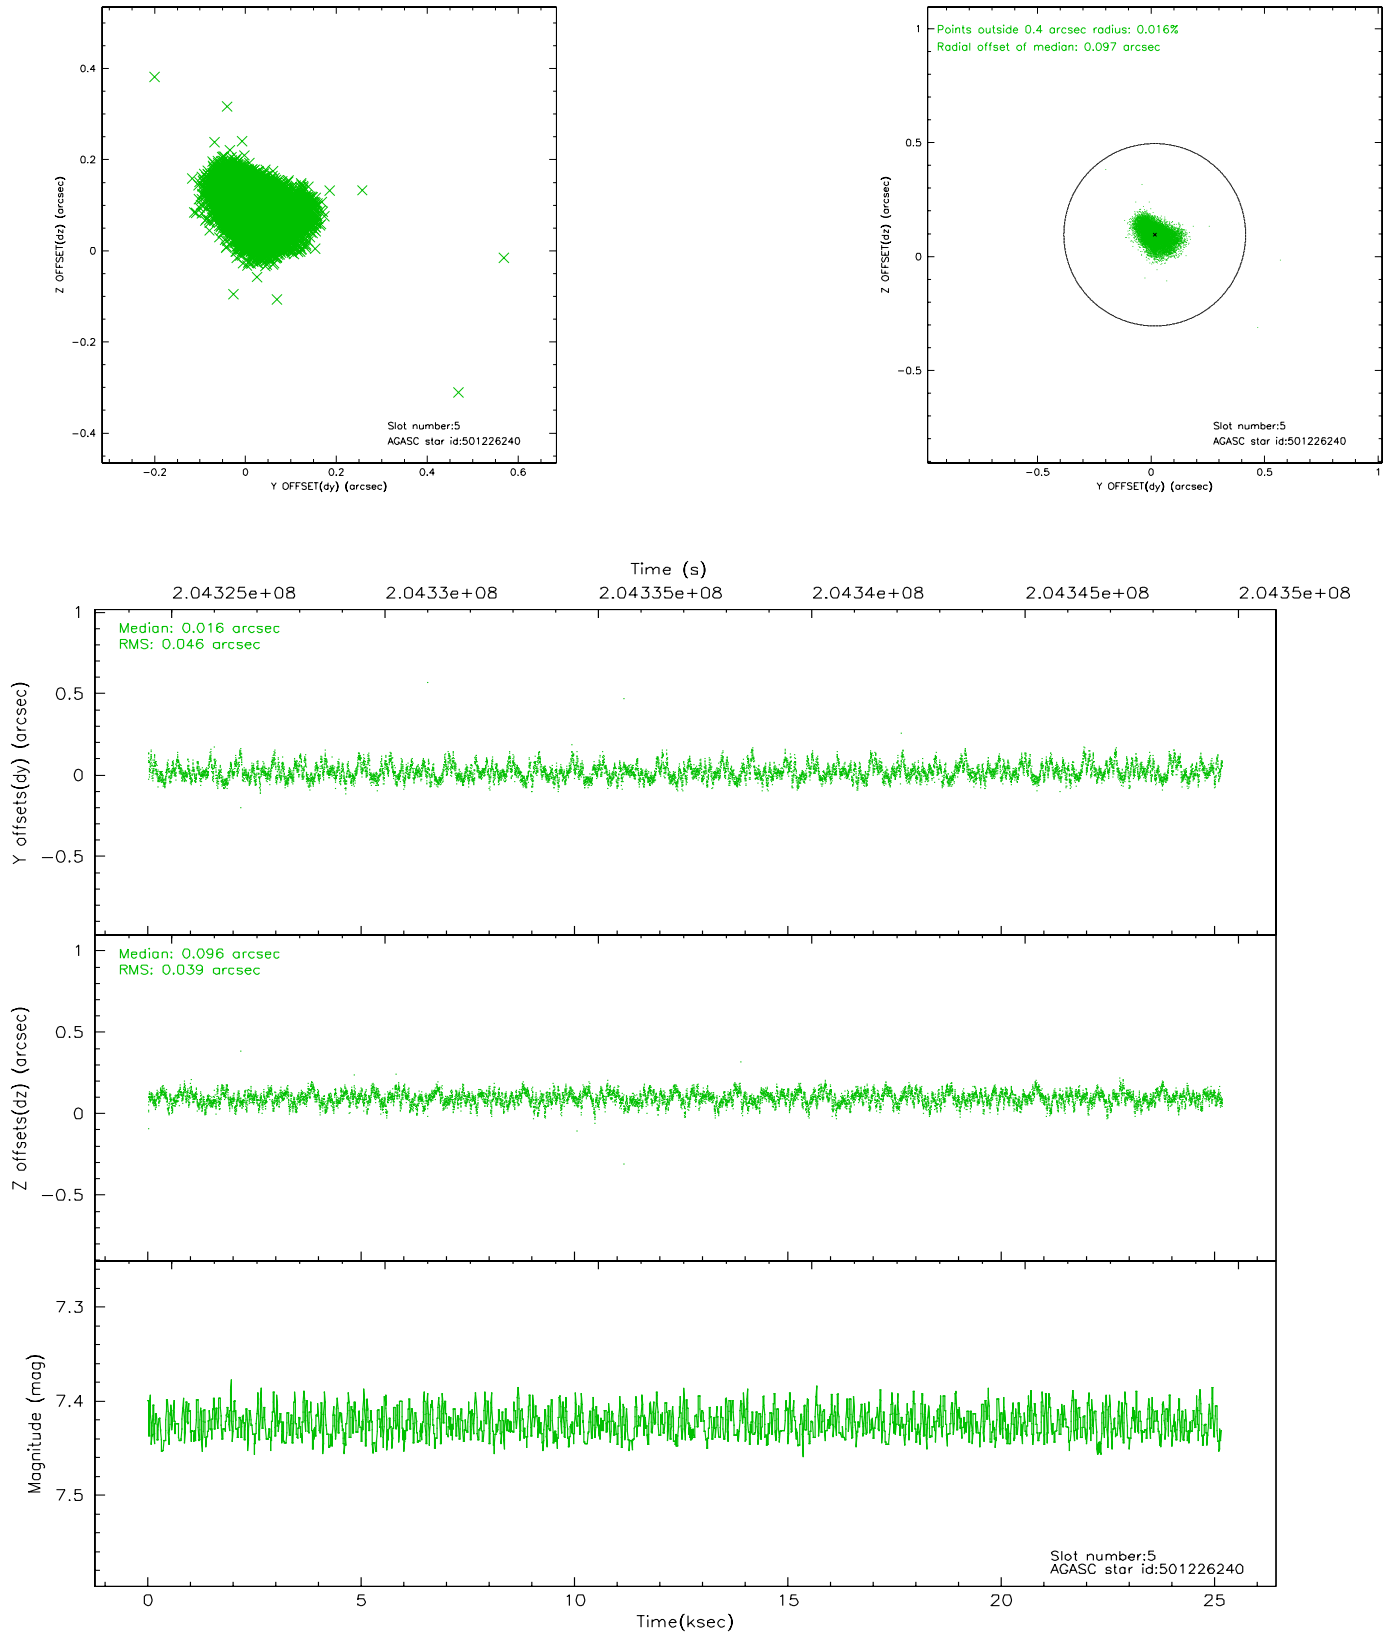 0.4
0.2
0
−0.2
−0.4
Z OFFSET(dz) (arcsec)
Slot number:5
AGASC star id:501226240
−0.2 0 0.2 0.4 0.6
Y OFFSET(dy) (arcsec)
Points outside 0.4 arcsec radius: 0.016%
Radial offset of median: 0.097 arcsec
1
0.5
0
−0.5
Z OFFSET(dz) (arcsec)
Slot number:5
AGASC star id:501226240
−0.5 0 0.5 1
Y OFFSET(dy) (arcsec)
Time (s)
2.04325e+08 2.0433e+08 2.04335e+08 2.0434e+08 2.04345e+08 2.0435e+08
Median: 0.016 arcsec
RMS: 0.046 arcsec
1
0.5
0
−0.5
Y offsets(dy) (arcsec)
Median: 0.096 arcsec
RMS: 0.039 arcsec
1
0.5
0
−0.5
Z offsets(dz) (arcsec)
7.3
7.4
7.5
Magnitude (mag)
Slot number:5
AGASC star id:501226240
0 5 10 15 20 25
Time(ksec)